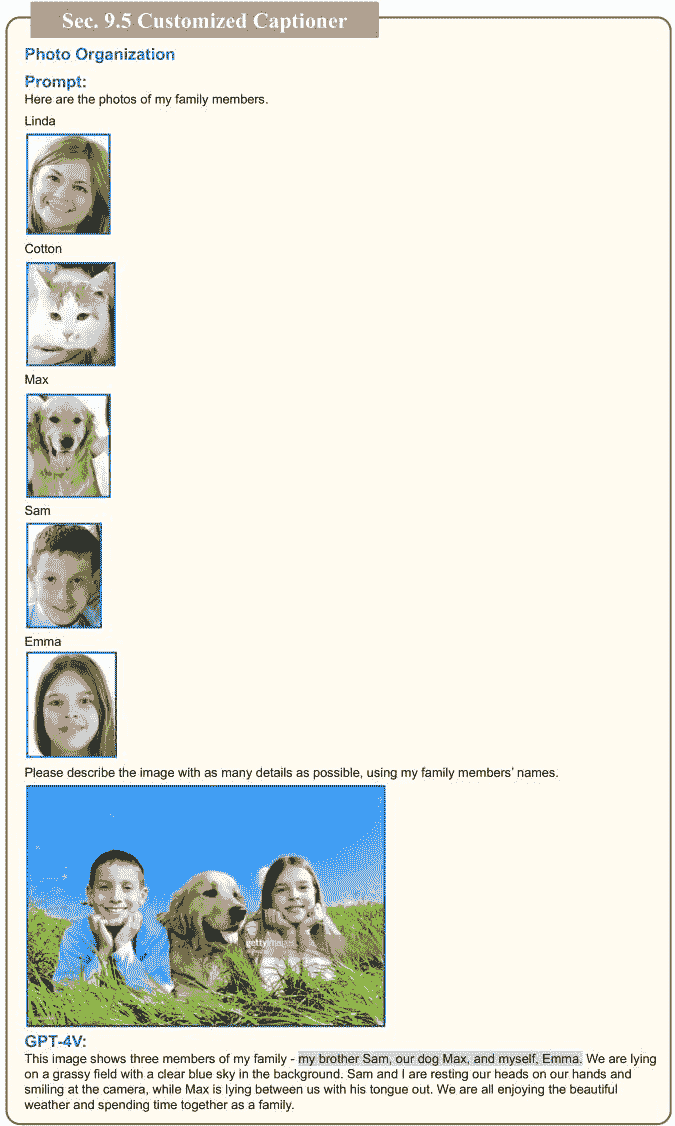 Sec. 9.5 Customized Captioner
Photo Organization
Prompt:
Here are the photos of my family members.
Linda
Cotton
Max
Sam
Emma
Please describe the image with as many details as possible, using my family members' names.
gettyimages
GPT-4V:
This image shows three members of my family - my brother Sam, our dog Max, and myself, Emma. We are lying
on a grassy field with a clear blue sky in the background. Sam and I are resting our heads on our hands and
smiling at the camera, while Max is lying between us with his tongue out. We are all enjoying the beautiful
weather and spending time together as a family.